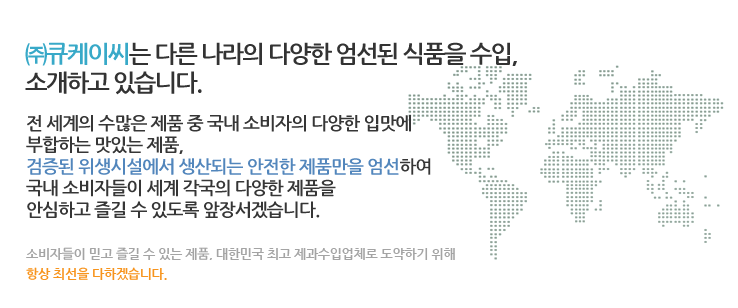 ㈜큐케이씨는 다른 나라의 다양한 엄선된 식품을 수입,
소개하고 있습니다.
전 세계의 수많은 제품 중 국내 소비자의 다양한 입맛에
부합하는 맛있는 제품,
검증된 위생시설에서 생산되는 안전한 제품만을 엄선하여
국내 소비자들이 세계 각국의 다양한 제품을
안심하고 즐길 수 있도록 앞장서겠습니다.
소비자들이 믿고 즐길 수 있는 제품. 대한민국 최고 제과수입업체로 도약하기 위해
항상 최선을 다하겠습니다.